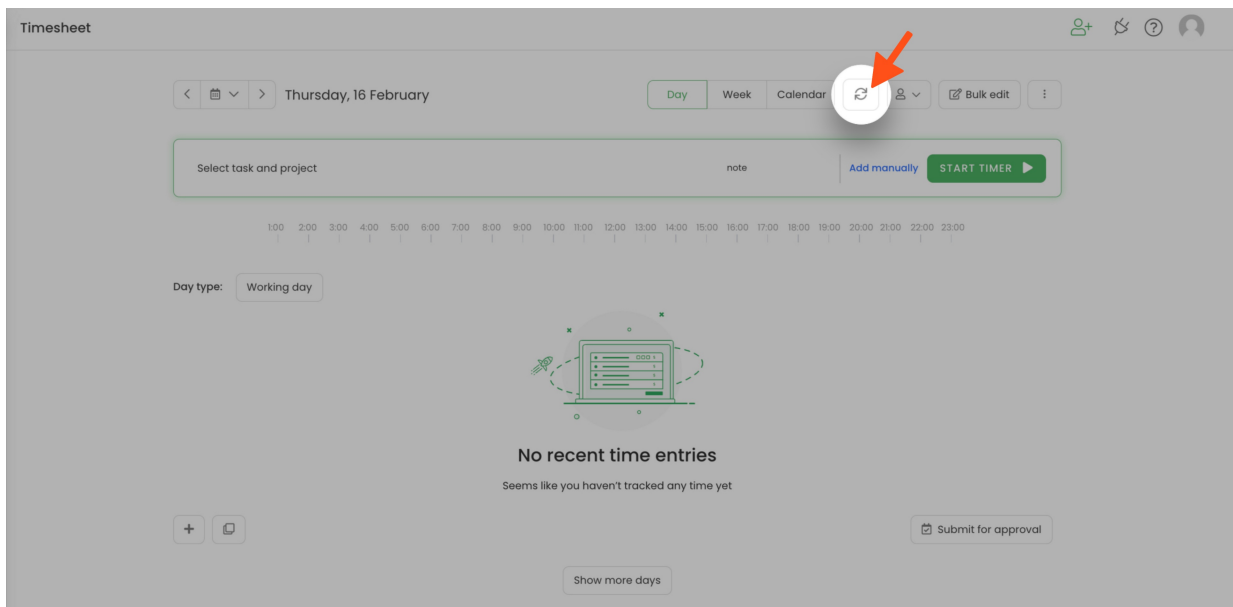 Timesheet
Thursday, 16 February
Day Week Calendar
Bulk edit
Select task and project note Add manually START TIMER
1:00 2:00 3:00 4:00 5:00 6:00 7:00 8:00 9:00 10:00 11:00 12:00 13:00 14:00 15:00 16:00 17:00 18:00 19:00 20:00 21:00 22:00 23:00
Day type: Working day
No recent time entries
Seems like you haven't tracked any time yet
Submit for approval
Show more days